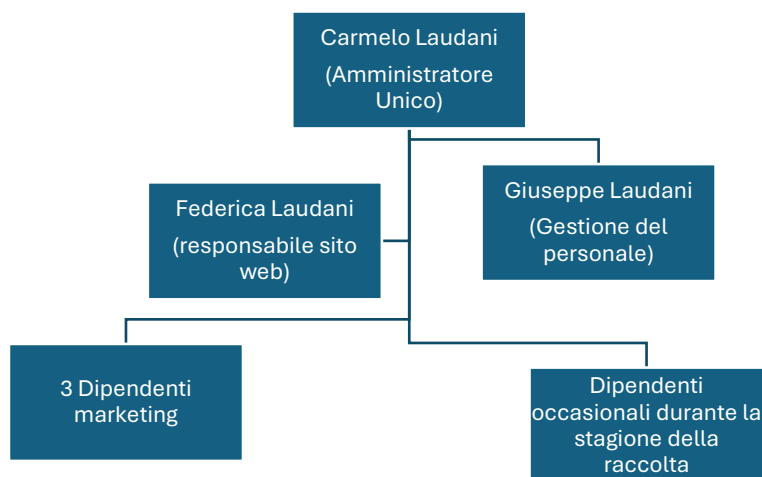 Carmelo Laudani
(Amministratore
Unico)
Federica Laudani
(responsabile sito
web)
Giuseppe Laudani
(Gestione del
personale)
3 Dipendenti
marketing
Dipendenti
occasionali durante la
stagione della
raccolta